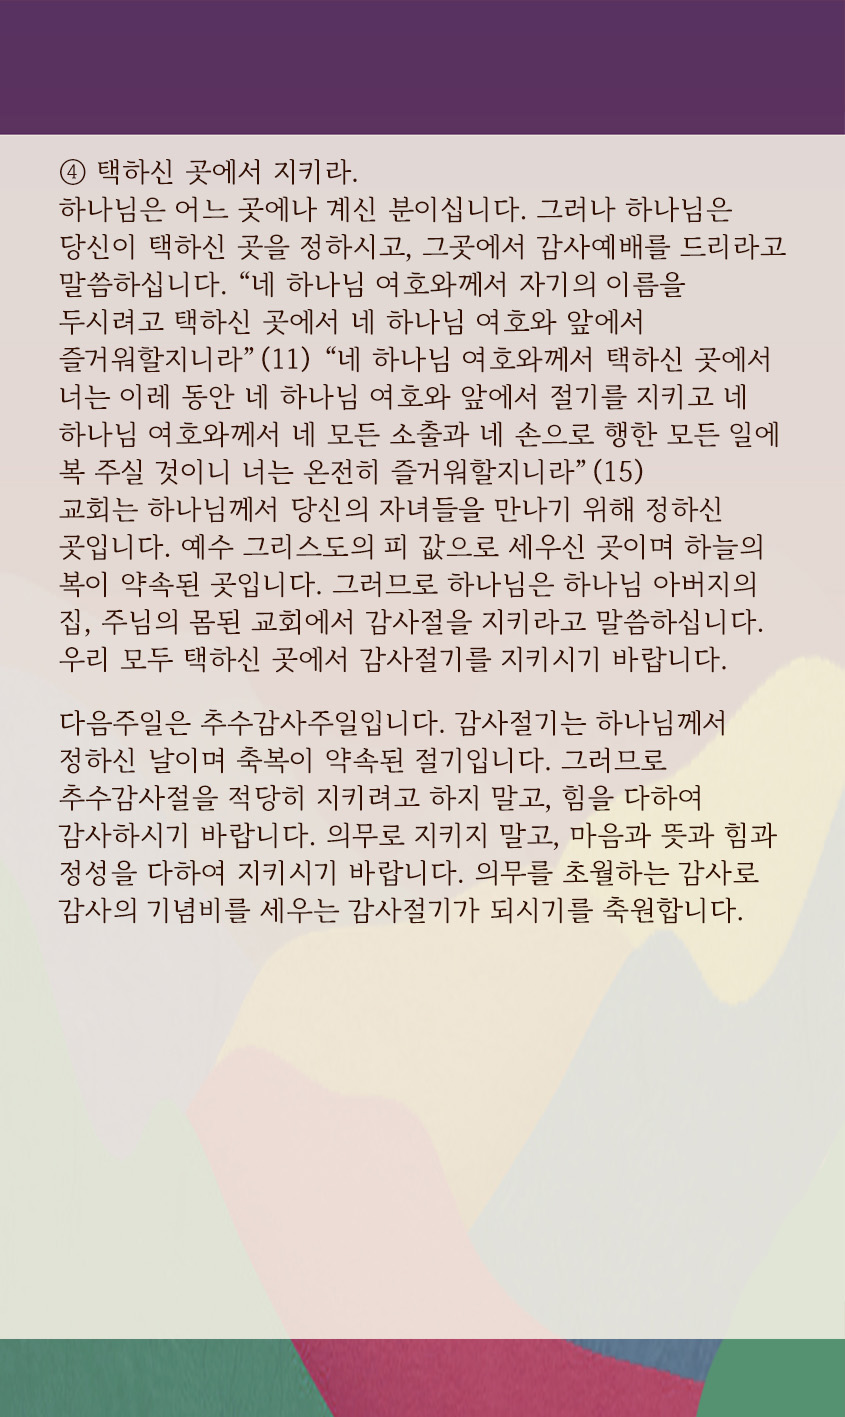 ④ 택하신 곳에서 지키라.
하나님은 어느 곳에나 계신 분이십니다. 그러나 하나님은
당신이 택하신 곳을 정하시고, 그곳에서 감사예배를 드리라고
말씀하십니다. “네 하나님 여호와께서 자기의 이름을
두시려고 택하신 곳에서 네 하나님 여호와 앞에서
즐거워할지니라” (11) “네 하나님 여호와께서 택하신 곳에서
너는 이레 동안 네 하나님 여호와 앞에서 절기를 지키고 네
하나님 여호와께서 네 모든 소출과 네 손으로 행한 모든 일에
복 주실 것이니 너는 온전히 즐거워할지니라” (15)
교회는 하나님께서 당신의 자녀들을 만나기 위해 정하신
곳입니다. 예수 그리스도의 피 값으로 세우신 곳이며 하늘의
복이 약속된 곳입니다. 그러므로 하나님은 하나님 아버지의
집, 주님의 몸된 교회에서 감사절을 지키라고 말씀하십니다.
우리 모두 택하신 곳에서 감사절기를 지키시기 바랍니다.
다음주일은 추수감사주일입니다. 감사절기는 하나님께서
정하신 날이며 축복이 약속된 절기입니다. 그러므로
추수감사절을 적당히 지키려고 하지 말고, 힘을 다하여
감사하시기 바랍니다. 의무로 지키지 말고, 마음과 뜻과 힘과
정성을 다하여 지키시기 바랍니다. 의무를 초월하는 감사로
감사의 기념비를 세우는 감사절기가 되시기를 축원합니다.